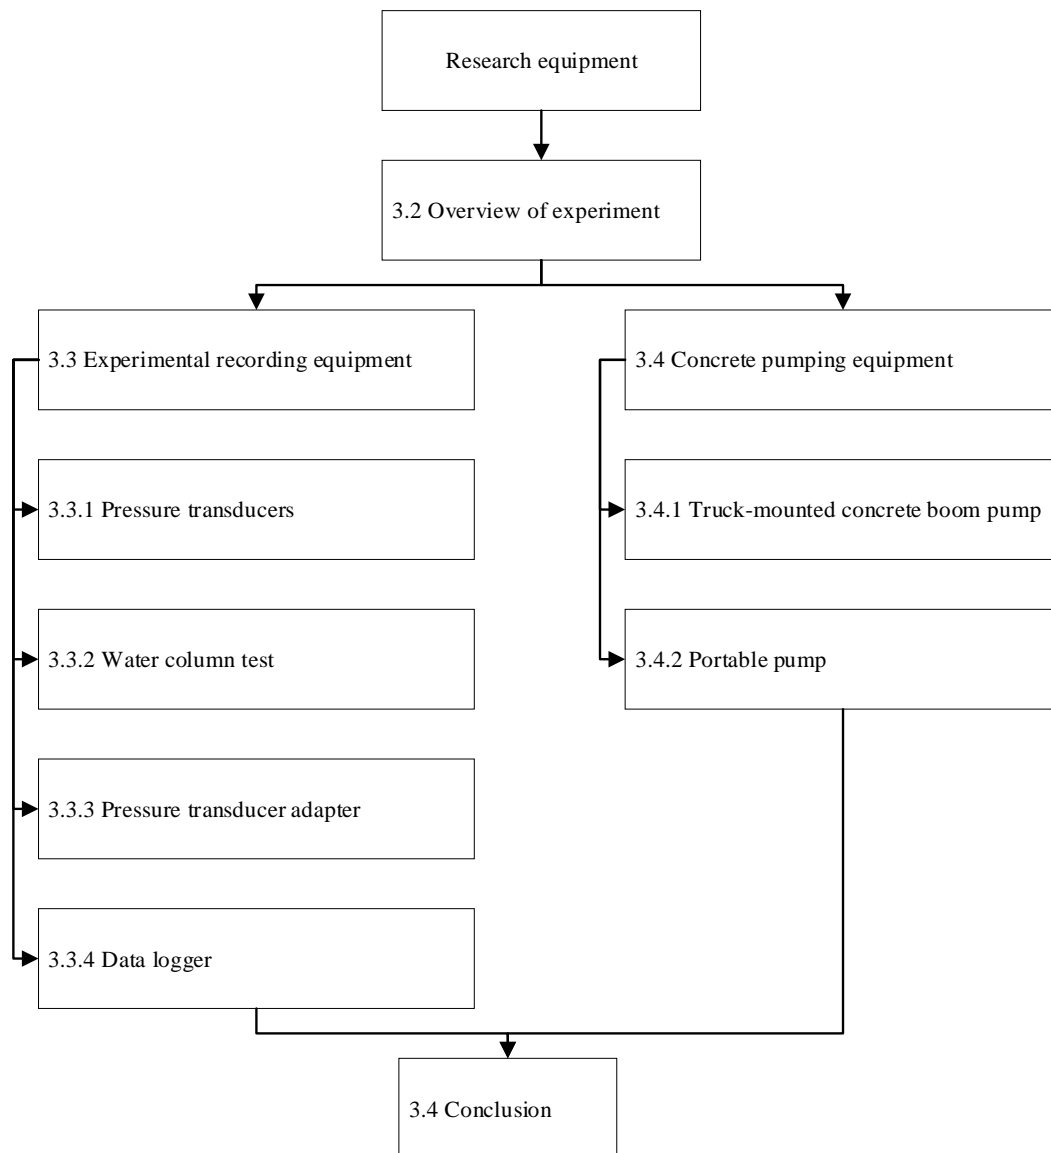 Research equipment
3.2 Overview of experiment
3.3 Experimental recording equipment
3.4 Concrete pumping equipment
3.3.1 Pressure transducers
3.4.1 Truck-mounted concrete boom pump
3.3.2 Water column test
3.4.2 Portable pump
3.3.3 Pressure transducer adapter
3.3.4 Data logger
3.4 Conclusion